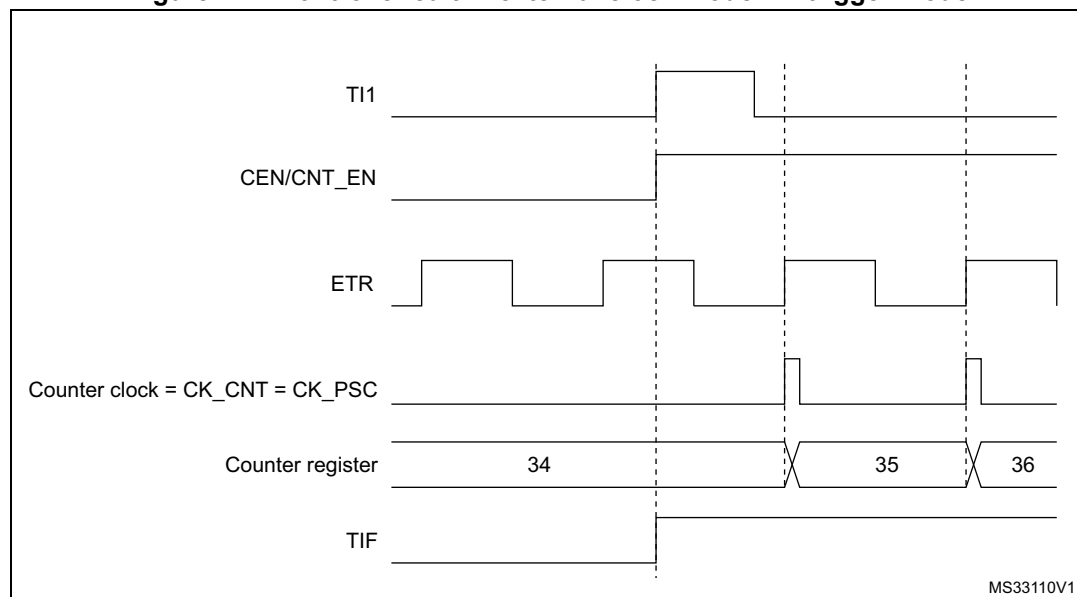 TI1
CEN/CNT_EN
ETR
Counter clock = CK_CNT = CK_PSC
Counter register 34 35 36
TIF
MS33110V1